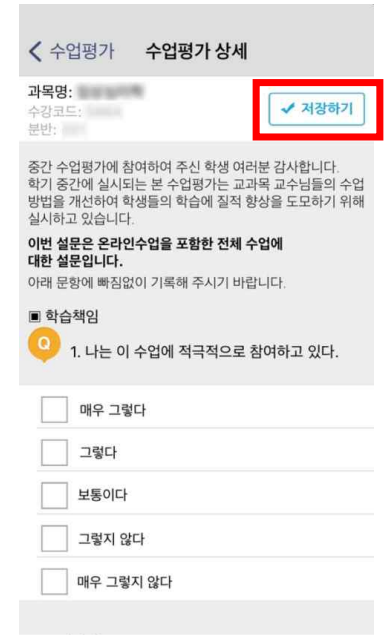 수업평가 수업평가 상세
과목명:
수강코드:
분반:
저장하기
중간 수업평가에 참여하여 주신 학생 여러분 감사합니다.
학기 중간에 실시되는 본 수업평가는 교과목 교수님들의 수업
방법을 개선하여 학생들의 학습에 질적 향상을 도모하기 위해
실시하고 있습니다.
이번 설문은 온라인수업을 포함한 전체 수업에
대한 설문입니다.
아래 문항에 빠짐없이 기록해 주시기 바랍니다.
▣ 학습책임
Q
1. 나는 이 수업에 적극적으로 참여하고 있다.
매우 그렇다
그렇다
보통이다
그렇지 않다
매우 그렇지 않다